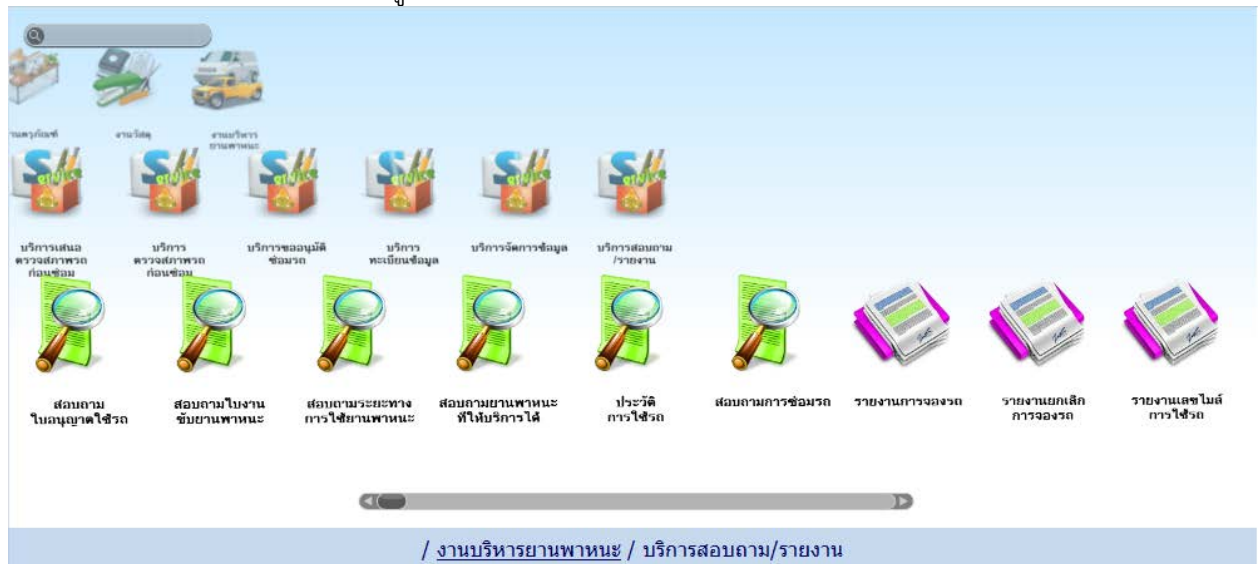 านครุภัณฑ์ งานวัสดุ งานบริหาร
ยานพาหนะ
Service Service Service Service Service Service
บริการเสนอ บริการ บริการขออนุมัติ บริการ บริการจัดการข้อมูล บริการสอบถาม
ตรวจสภาพรถ ตรวจสภาพรถ ซ่อมรถ ทะเบียนข้อมูล /รายงาน
ก่อนซ่อม ก่อนซ่อม
สอบถาม สอบถามใบงาน สอบถามระยะทาง สอบถามยานพาหนะ ประวัติ สอบถามการซ่อมรถ รายงานการจองรถ รายงานยกเลิก รายงานเลขไมล์
ใบอนุญาตใช้รถ ขับยานพาหนะ การใช้ยานพาหนะ ที่ให้บริการได้ การใช้รถ การจองรถ การใช้รถ
/ งานบริหารยานพาหนะ / บริการสอบถาม/รายงาน